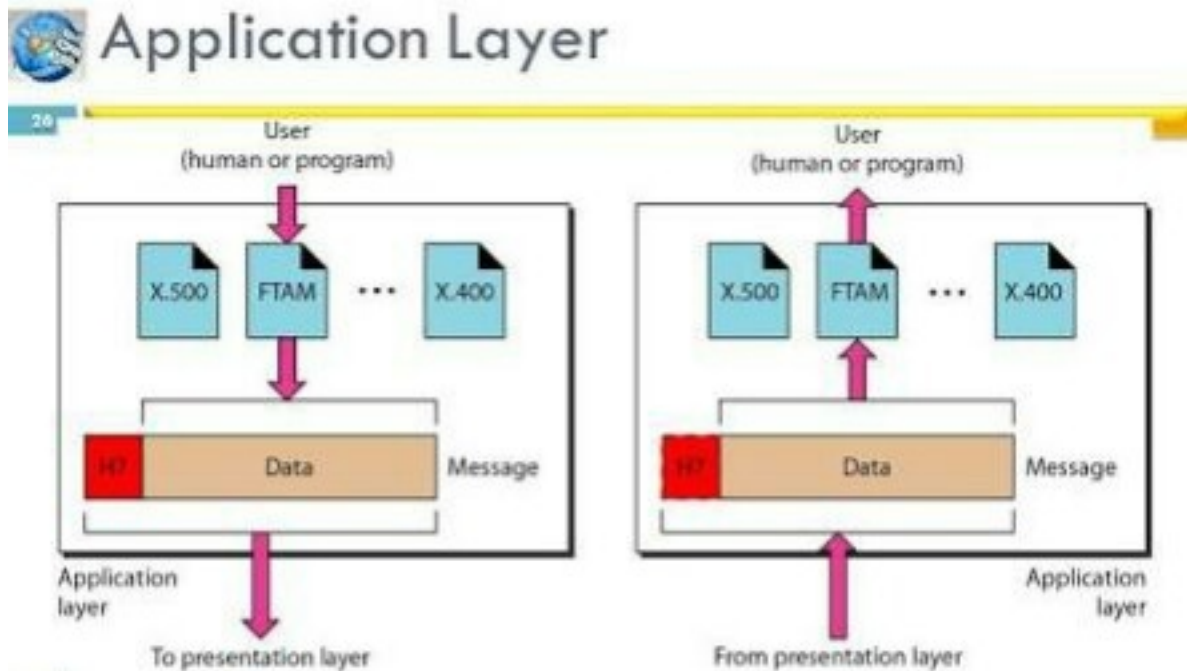 Application Layer
20
User
(human or program)
X.500
FTAM
...
X.400
H7
Data
Message
Application
layer
To presentation layer
User
(human or program)
X.500
FTAM
...
X.400
H7
Data
Message
Application
layer
From presentation layer